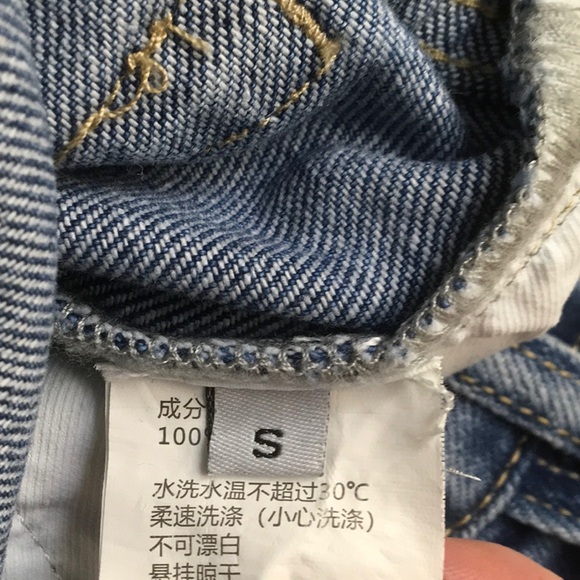 成分
100%
S
水洗水温不超过30℃
柔速洗涤（小心洗涤）
不可漂白
悬挂晾干